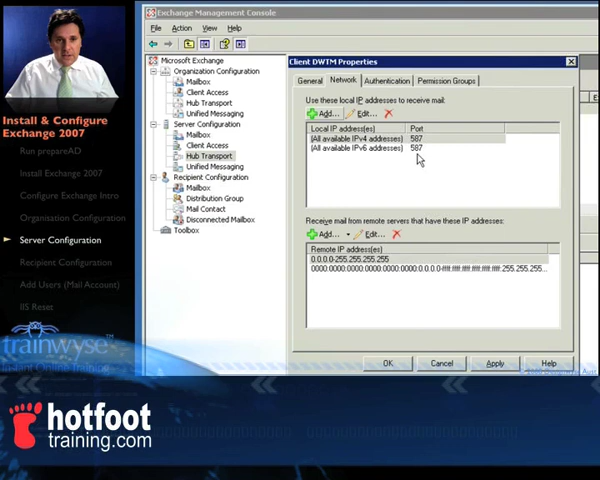 Install & Configure
Exchange 2007
Run prepareAD
Install Exchange 2007
Configure Exchange Intro
Organisation Configuration
Server Configuration
Recipient Configuration
Add Users (Mail Account)
IIS Reset
trainwyse™
Instant Online Training
hotfoot
training.com
Exchange Management Console
File Action View Help
Microsoft Exchange
Organization Configuration
Mailbox
Client Access
Hub Transport
Unified Messaging
Server Configuration
Mailbox
Client Access
Hub Transport
Unified Messaging
Recipient Configuration
Mailbox
Distribution Group
Mail Contact
Disconnected Mailbox
Toolbox
Client DWTM Properties
General Network Authentication Permission Groups
Use these local IP addresses to receive mail:
Add... Edit...
Local IP address(es) Port
(All available IPv4 addresses) 587
(All available IPv6 addresses) 587
Receive mail from remote servers that have these IP addresses:
Add... Edit...
Remote IP address(es)
0.0.0.0-255.255.255.255
OK Cancel Apply Help